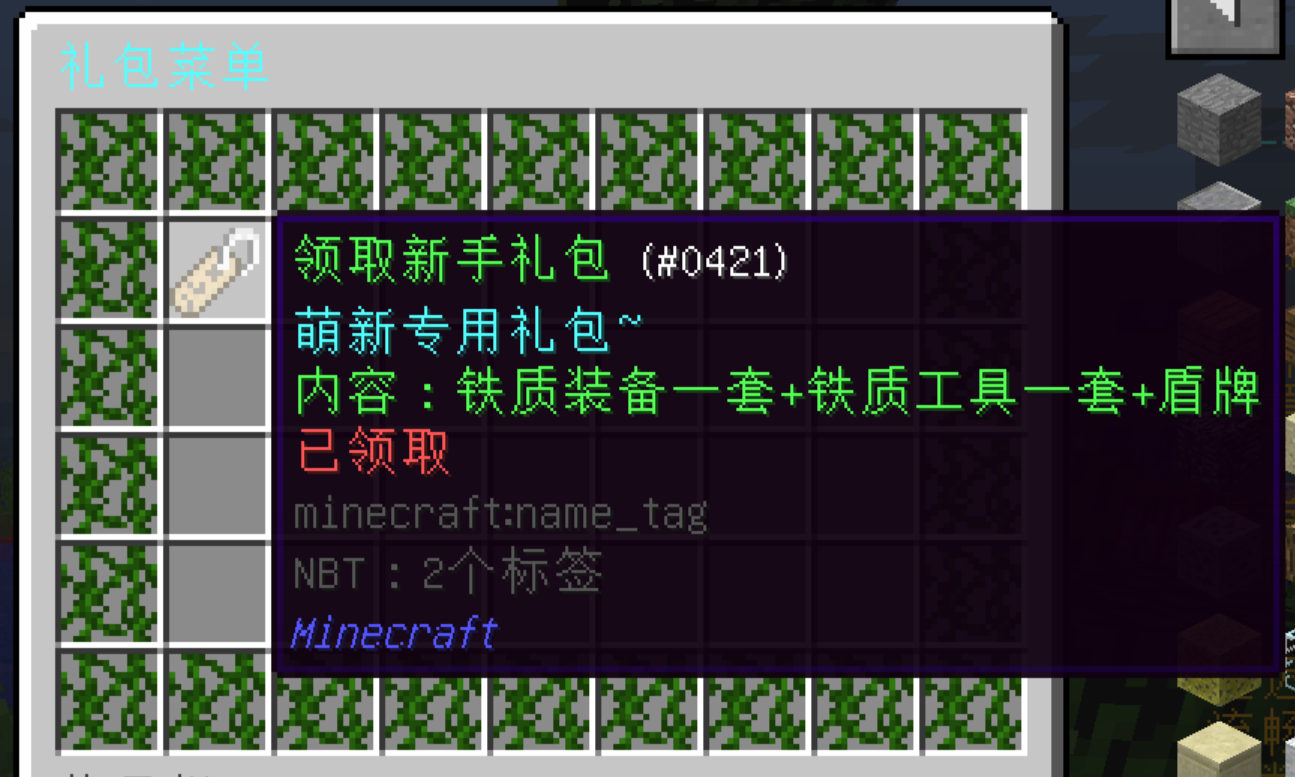 礼包菜单
领取新手礼包 (#0421)
萌新专用礼包~
内容：铁质装备一套+铁质工具一套+盾牌
已领取
minecraft:name_tag
NBT：2个标签
Minecraft